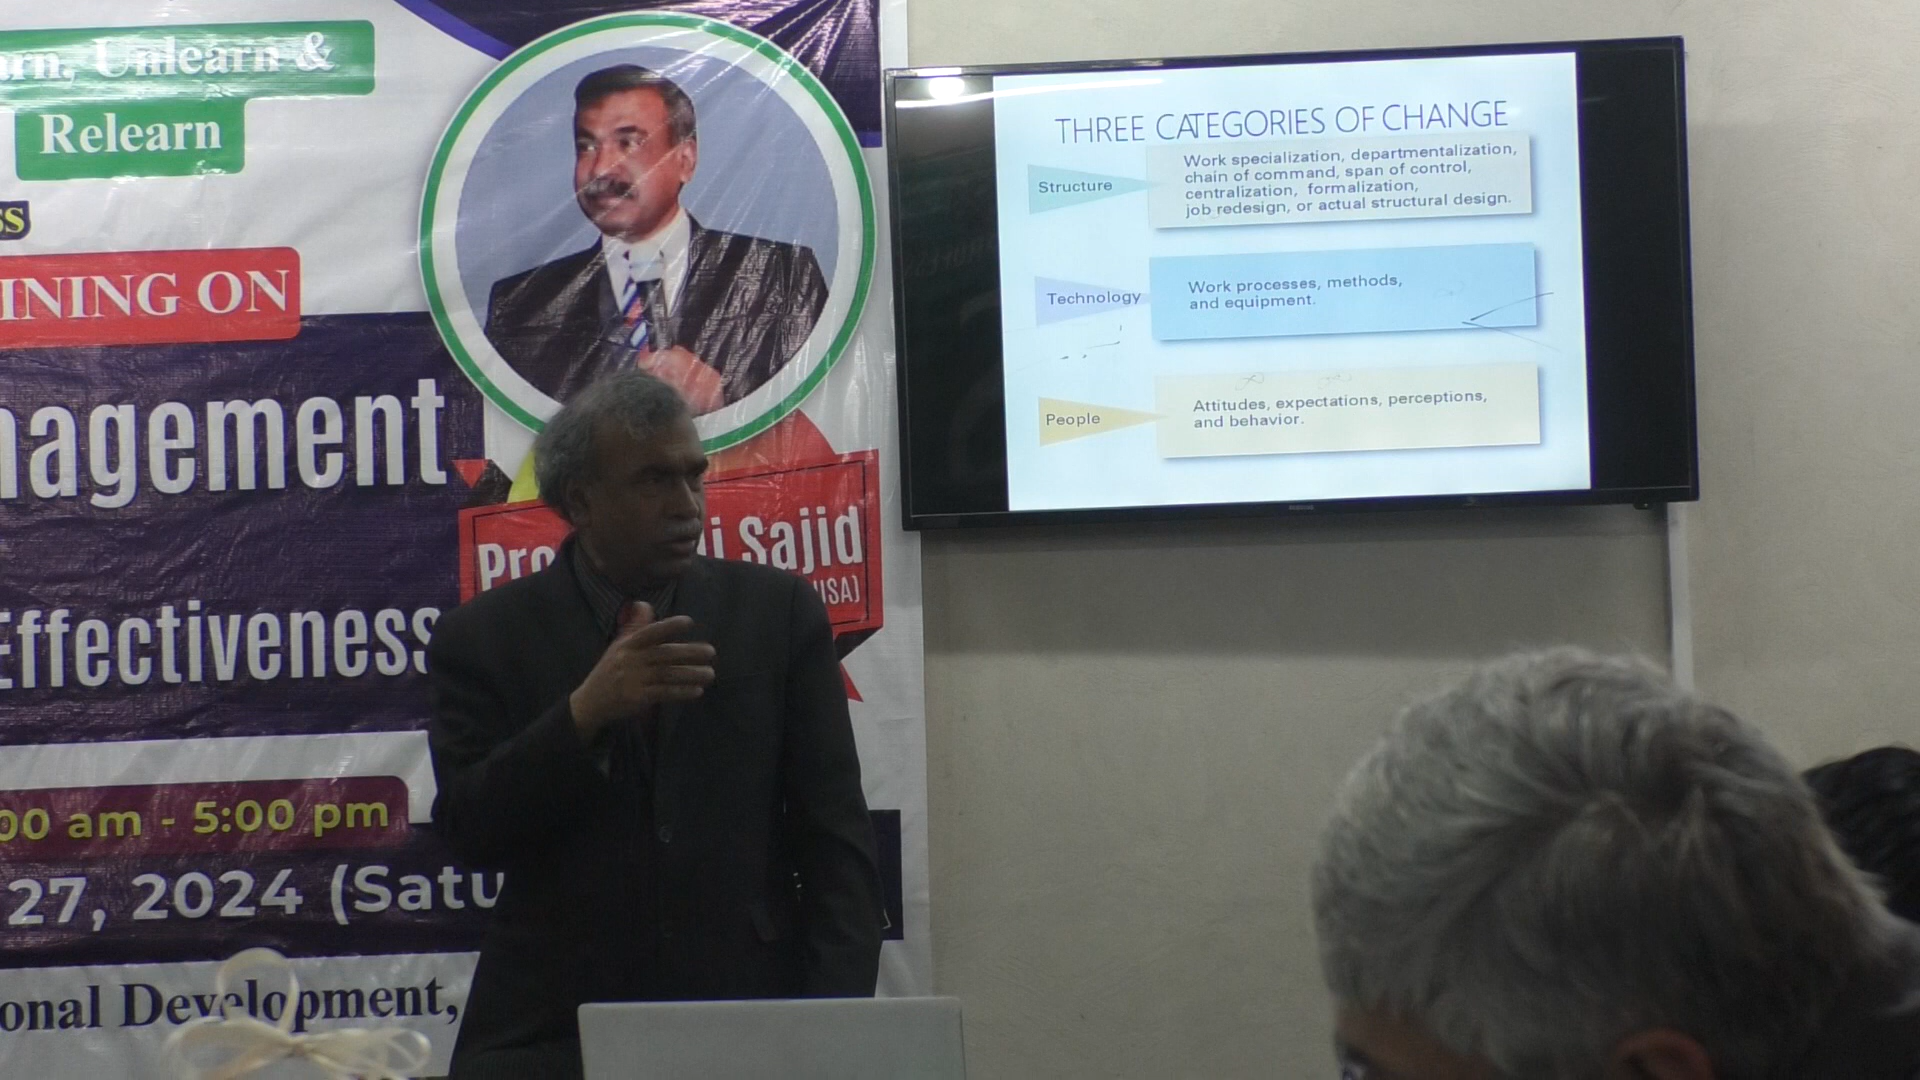 arn, Unlearn &
Relearn
ss
INING ON
nagement
Effectiveness
00 am - 5:00 pm
27, 2024 (Satu
onal Development,
Sajid
USA)
THREE CATEGORIES OF CHANGE
Structure
Work specialization, departmentalization,
chain of command, span of control,
centralization, formalization,
job redesign, or actual structural design.
Technology
Work processes, methods,
and equipment.
People
Attitudes, expectations, perceptions,
and behavior.